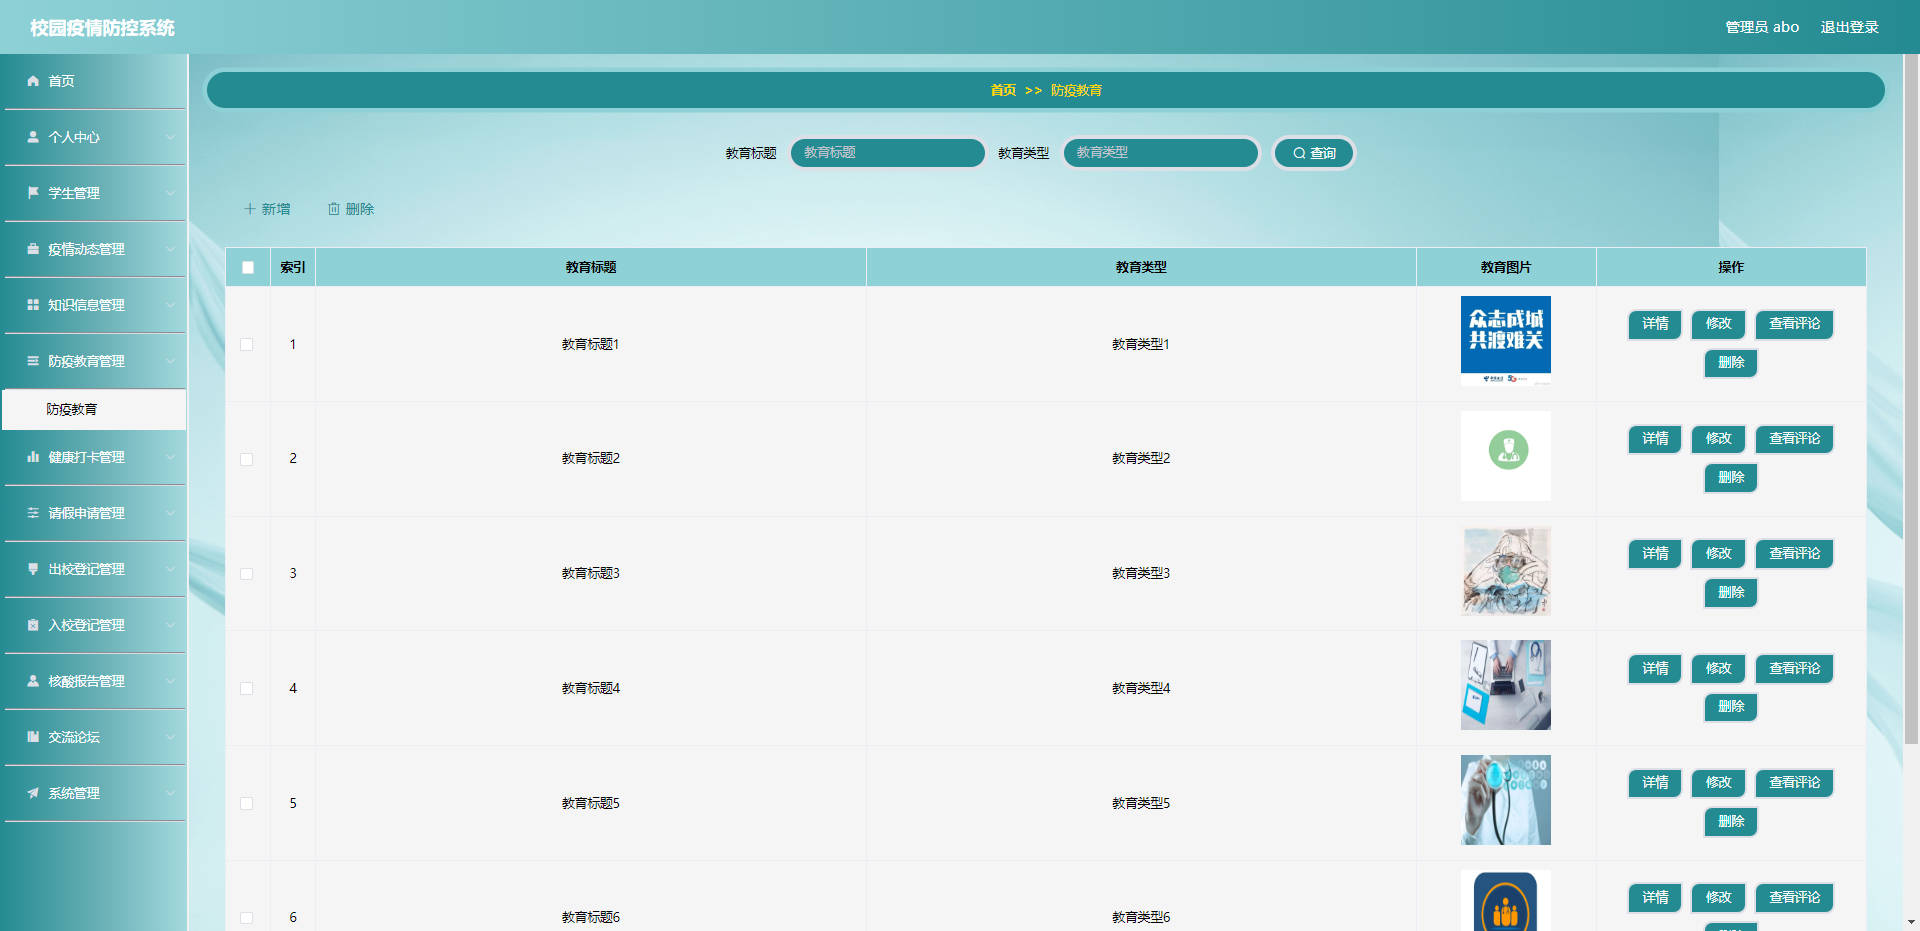 校园疫情防控系统
管理员 abo 退出登录
首页
个人中心
学生管理
疫情动态管理
知识信息管理
防疫教育管理
防疫教育
健康打卡管理
请假申请管理
出校登记管理
入校登记管理
核酸报告管理
交流论坛
系统管理
首页 >> 防疫教育
教育标题 教育标题 教育类型 教育类型 查询
新增 删除
索引 教育标题 教育类型 教育图片 操作
1 教育标题1 教育类型1 众志成城 共渡难关 详情 修改 查看评论 删除
2 教育标题2 教育类型2 详情 修改 查看评论 删除
3 教育标题3 教育类型3 详情 修改 查看评论 删除
4 教育标题4 教育类型4 详情 修改 查看评论 删除
5 教育标题5 教育类型5 详情 修改 查看评论 删除
6 教育标题6 教育类型6 详情 修改 查看评论